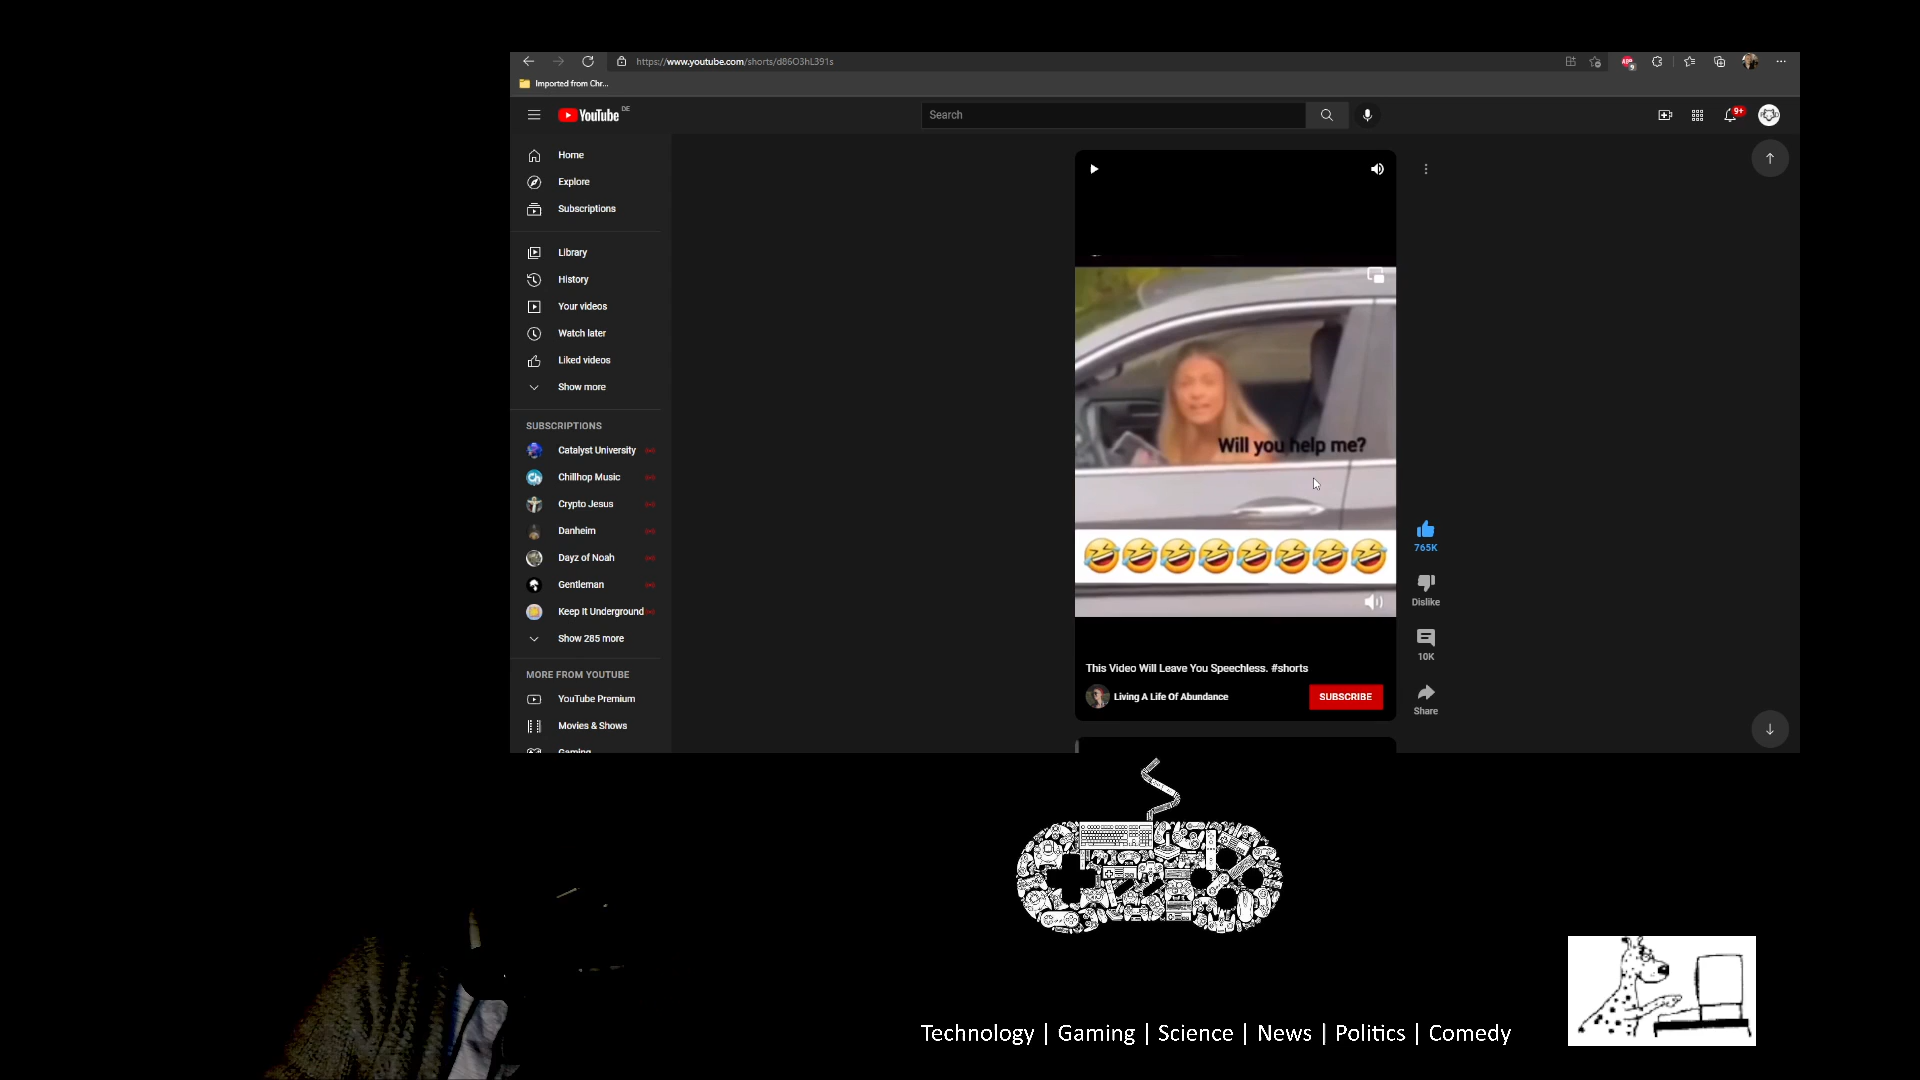 https://www.youtube.com/shorts/d86O3hL391s
Imported from Chr...
YouTube DE
Search
9+
Home
Explore
Subscriptions
Library
History
Your videos
Watch later
Liked videos
Show more
SUBSCRIPTIONS
Catalyst University
Chillhop Music
Crypto Jesus
Danheim
Dayz of Noah
Gentleman
Keep It Underground
Show 285 more
MORE FROM YOUTUBE
YouTube Premium
Movies & Shows
Gaming
Will you help me?
This Video Will Leave You Speechless. #shorts
Living A Life Of Abundance
SUBSCRIBE
765K
Dislike
10K
Share
Technology | Gaming | Science | News | Politics | Comedy